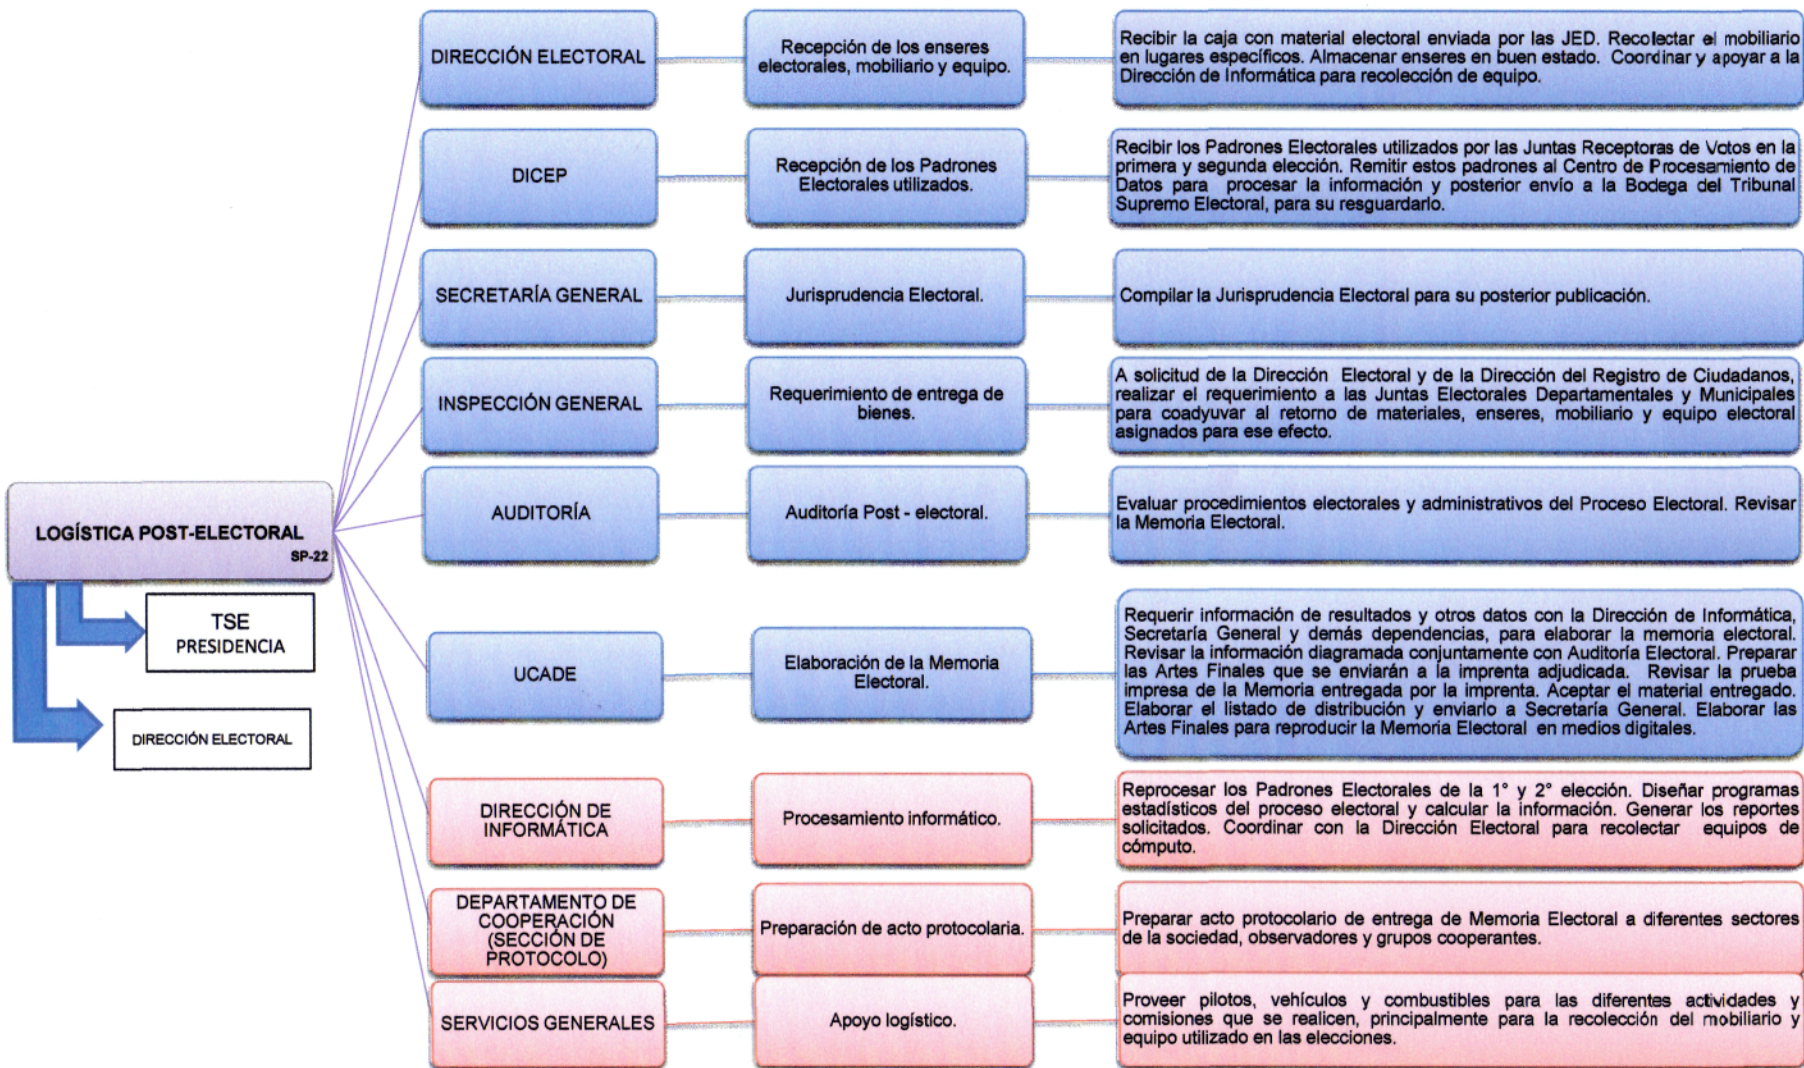 DIRECCIÓN ELECTORAL
Recepción de los enseres
electorales, mobiliario y equipo.
Recibir la caja con material electoral enviada por las JED. Recolectar el mobiliario
en lugares específicos. Almacenar enseres en buen estado. Coordinar y apoyar a la
Dirección de Informática para recolección de equipo.
DICEP
Recepción de los Padrones
Electorales utilizados.
Recibir los Padrones Electorales utilizados por las Juntas Receptoras de Votos en la
primera y segunda elección. Remitir estos padrones al Centro de Procesamiento de
Datos para procesar la información y posterior envío a la Bodega del Tribunal
Supremo Electoral, para su resguardarlo.
SECRETARÍA GENERAL
Jurisprudencia Electoral.
Compilar la Jurisprudencia Electoral para su posterior publicación.
INSPECCIÓN GENERAL
Requerimiento de entrega de
bienes.
A solicitud de la Dirección Electoral y de la Dirección del Registro de Ciudadanos,
realizar el requerimiento a las Juntas Electorales Departamentales y Municipales
para coadyuvar al retorno de materiales, enseres, mobiliario y equipo electoral
asignados para ese efecto.
AUDITORÍA
Auditoría Post - electoral.
Evaluar procedimientos electorales y administrativos del Proceso Electoral. Revisar
la Memoria Electoral.
LOGÍSTICA POST-ELECTORAL
SP-22
TSE
PRESIDENCIA
DIRECCIÓN ELECTORAL
UCADE
Elaboración de la Memoria
Electoral.
Requerir información de resultados y otros datos con la Dirección de Informática,
Secretaría General y demás dependencias, para elaborar la memoria electoral.
Revisar la información diagramada conjuntamente con Auditoría Electoral. Preparar
las Artes Finales que se enviarán a la imprenta adjudicada. Revisar la prueba
impresa de la Memoria entregada por la imprenta. Aceptar el material entregado.
Elaborar el listado de distribución y enviarlo a Secretaría General. Elaborar las
Artes Finales para reproducir la Memoria Electoral en medios digitales.
DIRECCIÓN DE
INFORMÁTICA
Procesamiento informático.
Reprocesar los Padrones Electorales de la 1° y 2° elección. Diseñar programas
estadísticos del proceso electoral y calcular la información. Generar los reportes
solicitados. Coordinar con la Dirección Electoral para recolectar equipos de
cómputo.
DEPARTAMENTO DE
COOPERACIÓN
(SECCIÓN DE
PROTOCOLO)
Preparación de acto protocolaria.
Preparar acto protocolario de entrega de Memoria Electoral a diferentes sectores
de la sociedad, observadores y grupos cooperantes.
SERVICIOS GENERALES
Apoyo logístico.
Proveer pilotos, vehículos y combustibles para las diferentes actividades y
comisiones que se realicen, principalmente para la recolección del mobiliario y
equipo utilizado en las elecciones.